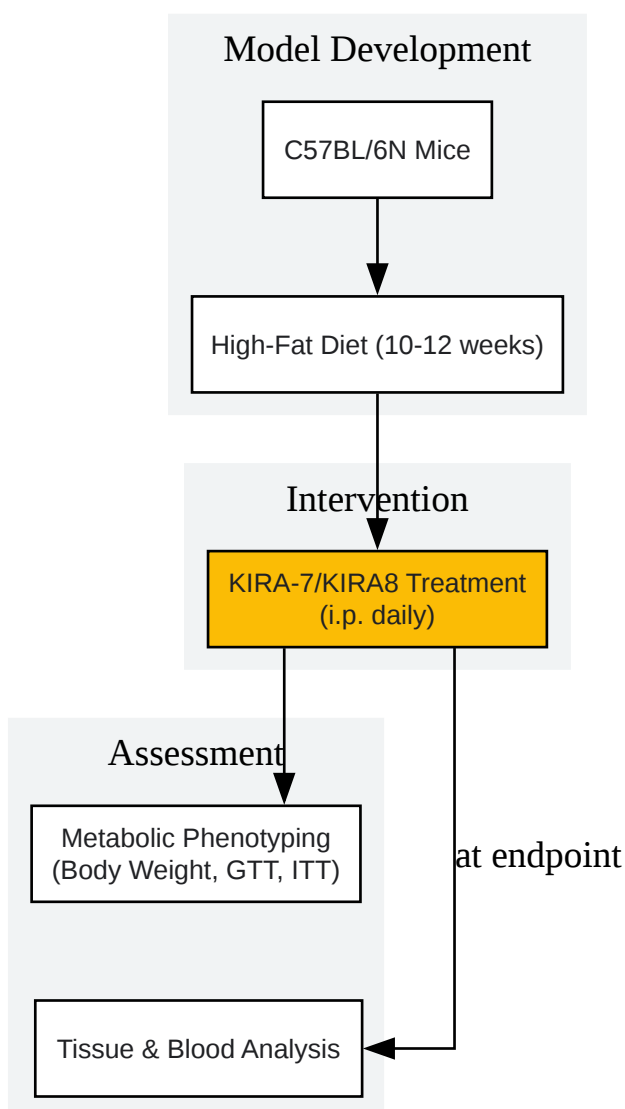 Model Development
C57BL/6N Mice
High-Fat Diet (10-12 weeks)
Intervention
KIRA-7/KIRA8 Treatment
(i.p. daily)
Assessment
Metabolic Phenotyping
(Body Weight, GTT, ITT)
at endpoint
Tissue & Blood Analysis